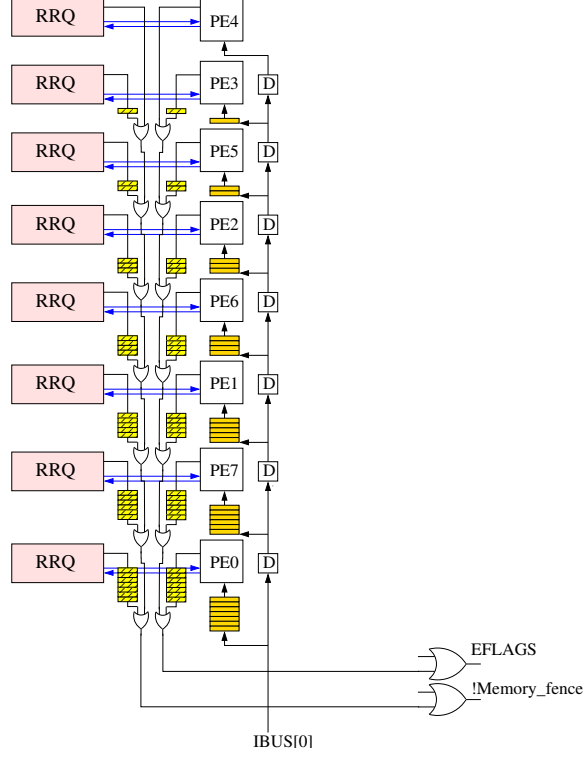 RRQ PE4
D
RRQ PE3
D
RRQ PE5
D
RRQ PE2
D
RRQ PE6
D
RRQ PE1
D
RRQ PE7
D
RRQ PE0
EFLAGS
!Memory_fence
IBUS[0]